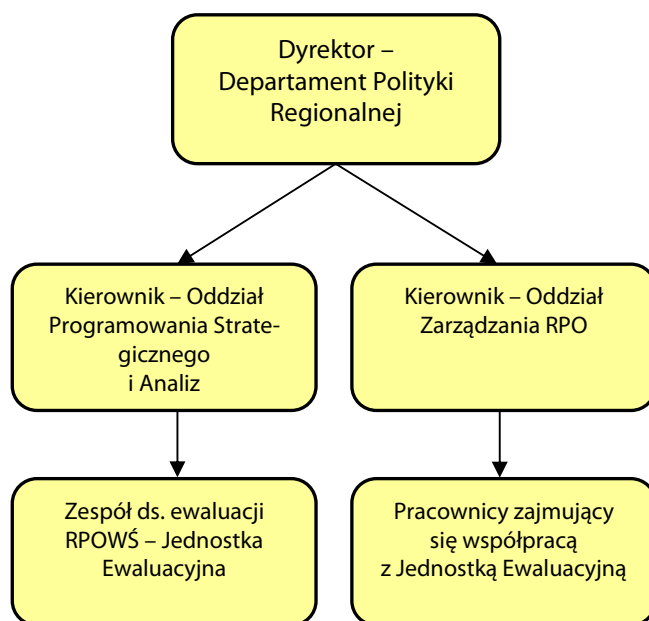 Dyrektor –
Departament Polityki
Regionalnej
Kierownik – Oddział
Programowania Strate-
gicznego
i Analiz
Kierownik – Oddział
Zarządzania RPO
Zespół ds. ewaluacji
RPOWŚ – Jednostka
Ewaluacyjna
Pracownicy zajmujący
się współpracą
z Jednostką Ewaluacyjną